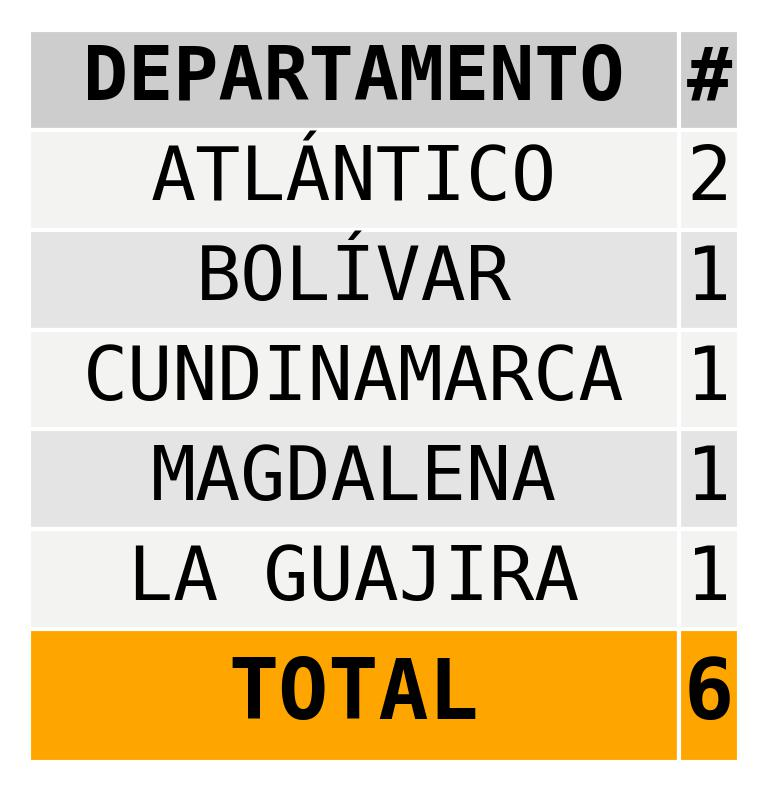 DEPARTAMENTO #
ATLÁNTICO 2
BOLÍVAR 1
CUNDINAMARCA 1
MAGDALENA 1
LA GUAJIRA 1
TOTAL 6